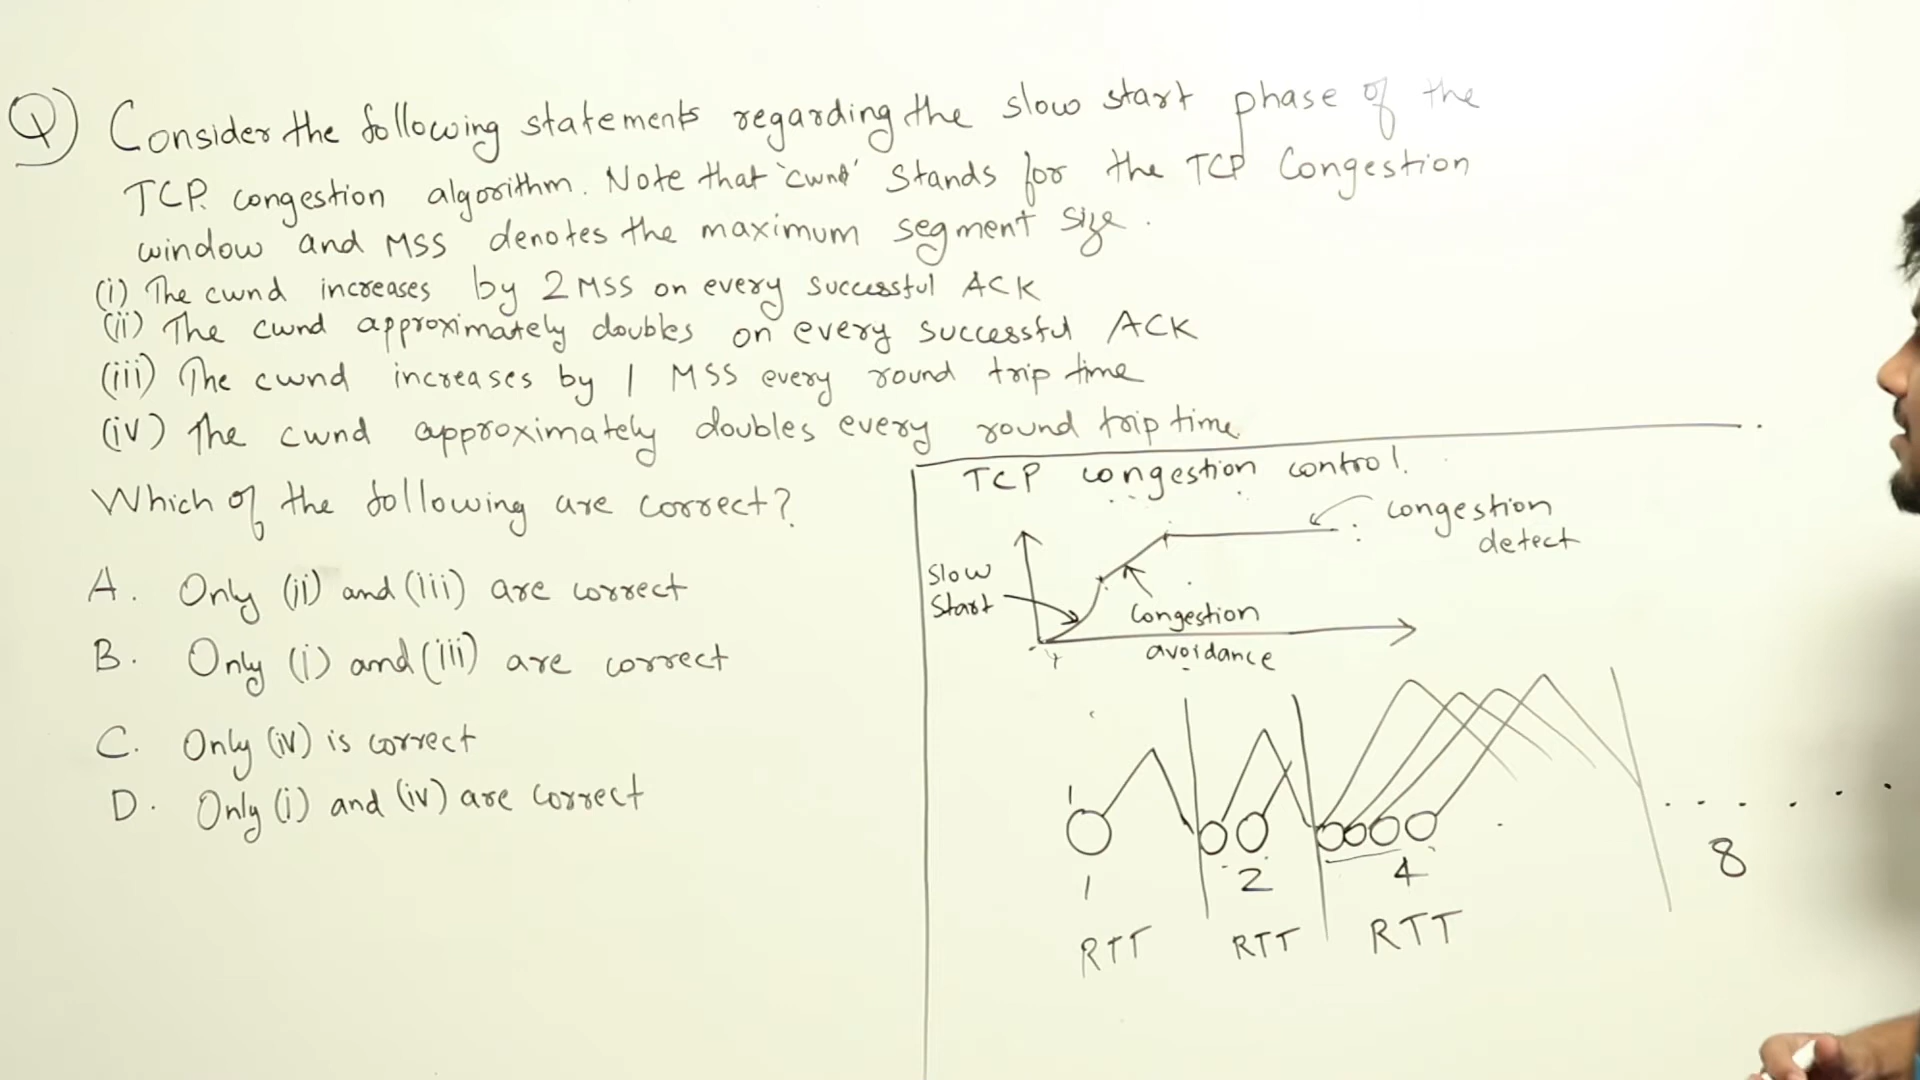 Q) Consider the following statements regarding the slow start phase of the
TCP congestion algorithm. Note that 'cwnd' stands for the TCP Congestion
window and MSS denotes the maximum segment size.
(i) The cwnd increases by 2 MSS on every successful ACK
(ii) The cwnd approximately doubles on every successful ACK
(iii) The cwnd increases by 1 MSS every round trip time
(iv) The cwnd approximately doubles every round trip time
Which of the following are correct?
A. Only (ii) and (iii) are correct
B. Only (i) and (iii) are correct
C. Only (iv) is correct
D. Only (i) and (iv) are correct
TCP congestion control.
congestion
detect
Slow
Start
Congestion
avoidance
1
1 2 4 8
RTT RTT RTT